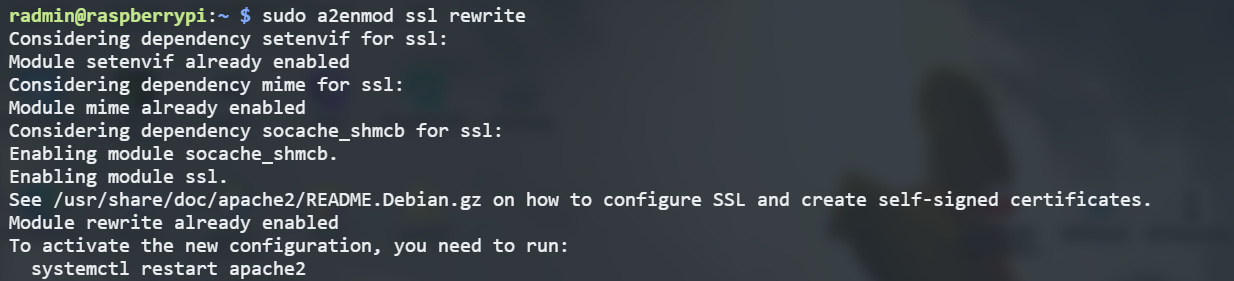 radmin@raspberrypi:~ $ sudo a2enmod ssl rewrite
Considering dependency setenvif for ssl:
Module setenvif already enabled
Considering dependency mime for ssl:
Module mime already enabled
Considering dependency socache_shmcb for ssl:
Enabling module socache_shmcb.
Enabling module ssl.
See /usr/share/doc/apache2/README.Debian.gz on how to configure SSL and create self-signed certificates.
Module rewrite already enabled
To activate the new configuration, you need to run:
  systemctl restart apache2